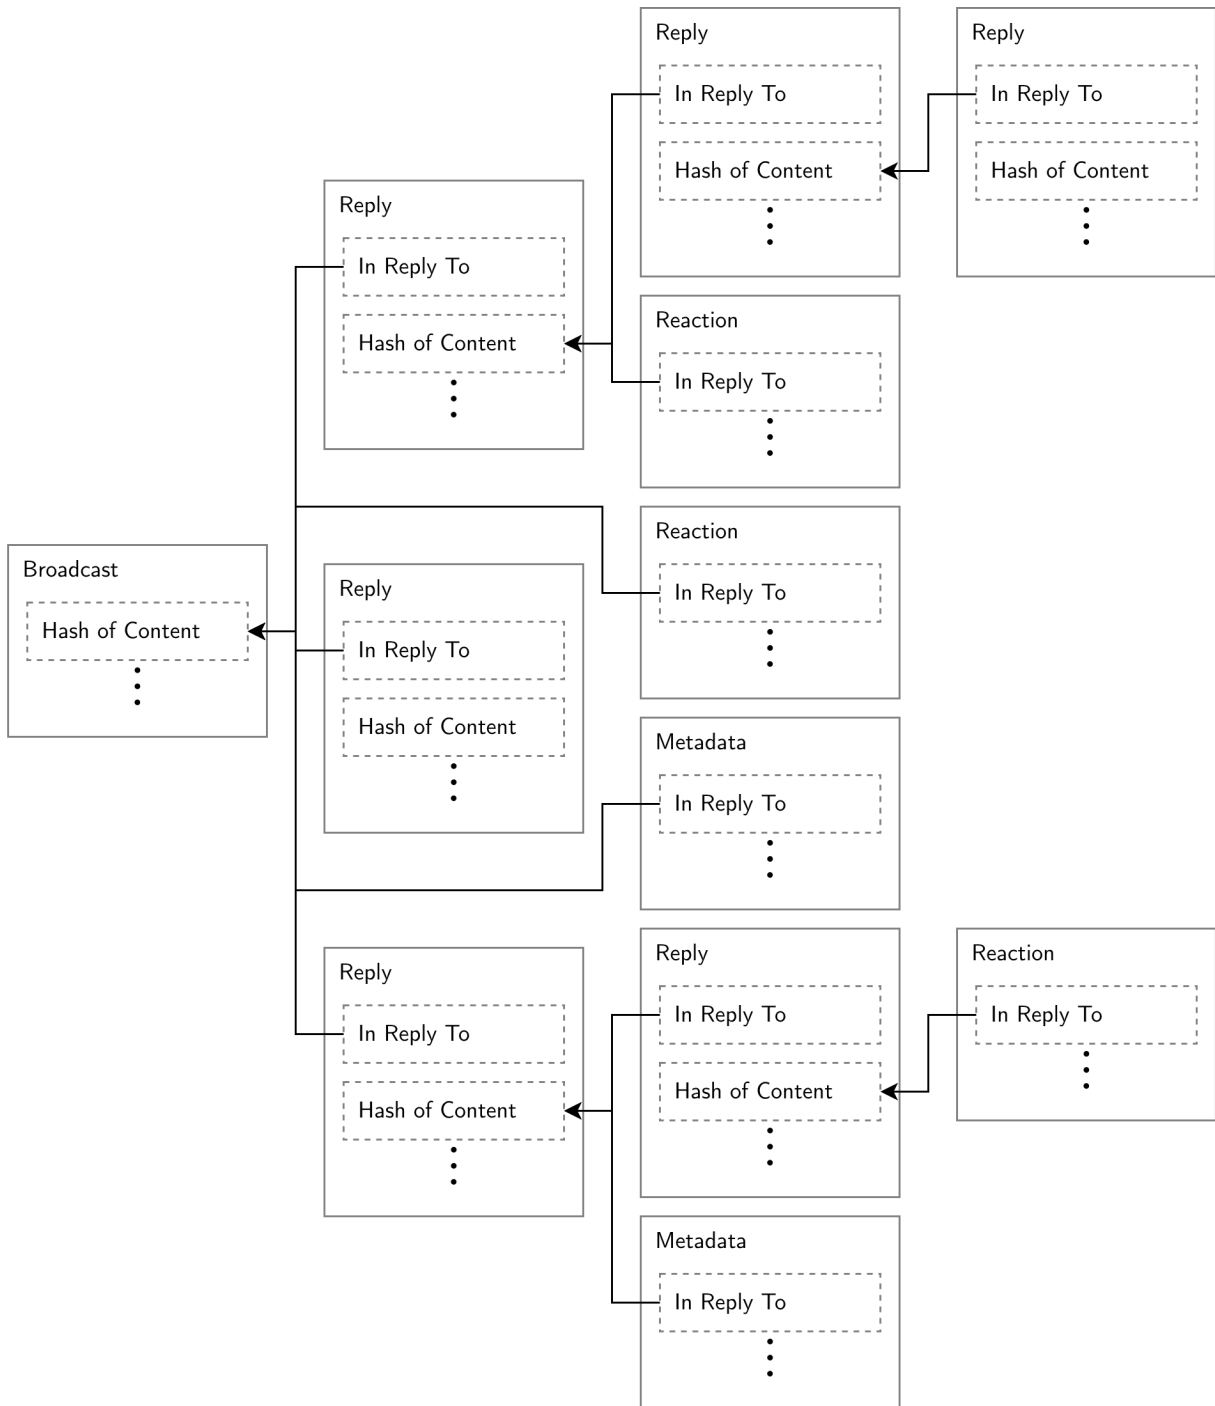 Broadcast
Hash of Content
Reply
In Reply To
Hash of Content
Reply
In Reply To
Hash of Content
Reply
In Reply To
Hash of Content
Reply
In Reply To
Hash of Content
Reaction
In Reply To
Reaction
In Reply To
Metadata
In Reply To
Reply
In Reply To
Hash of Content
Metadata
In Reply To
Reply
In Reply To
Hash of Content
Reaction
In Reply To